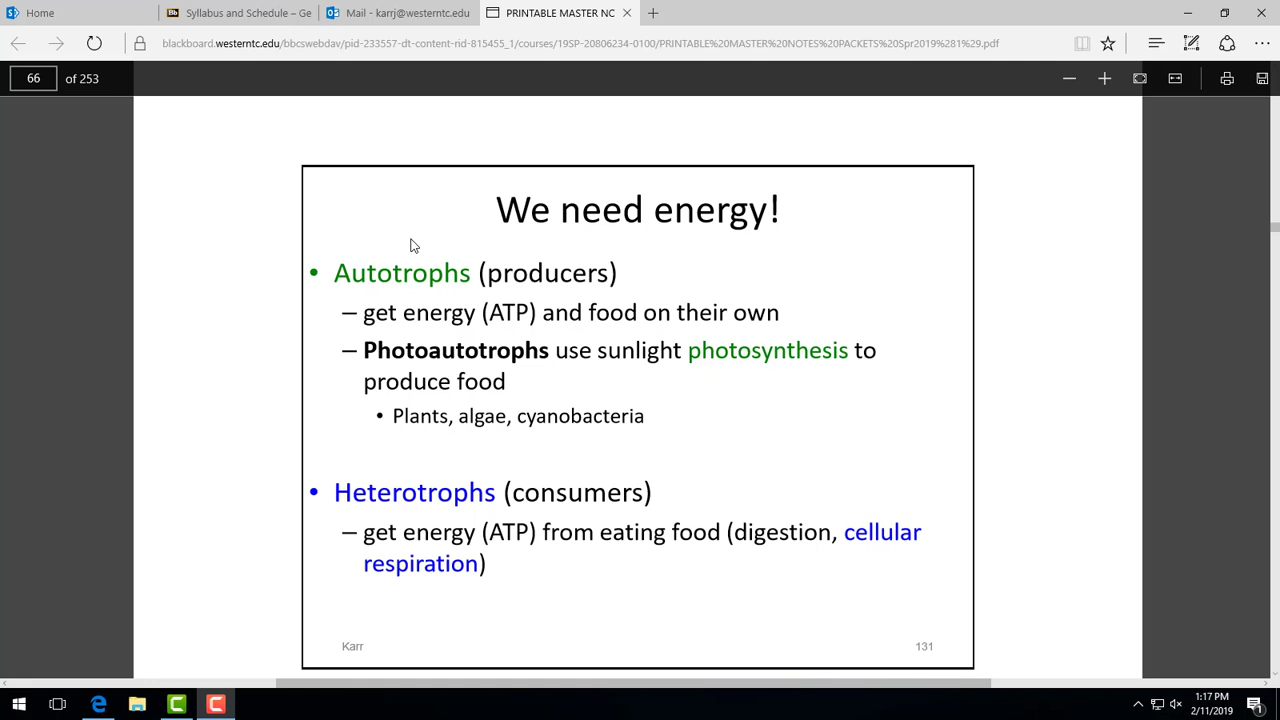 Home
Syllabus and Schedule – Ge
Mail - karrj@westerntc.edu
PRINTABLE MASTER NC
blackboard.westerntc.edu/bbcswebdav/pid-233557-dt-content-rid-815455_1/courses/19SP-20806234-0100/PRINTABLE%20MASTER%20NOTES%20PACKETS%20Spr2019%281%29.pdf
66 of 253
We need energy!
• Autotrophs (producers)
– get energy (ATP) and food on their own
– Photoautotrophs use sunlight photosynthesis to
produce food
• Plants, algae, cyanobacteria
• Heterotrophs (consumers)
– get energy (ATP) from eating food (digestion, cellular
respiration)
Karr 131
1:17 PM
2/11/2019